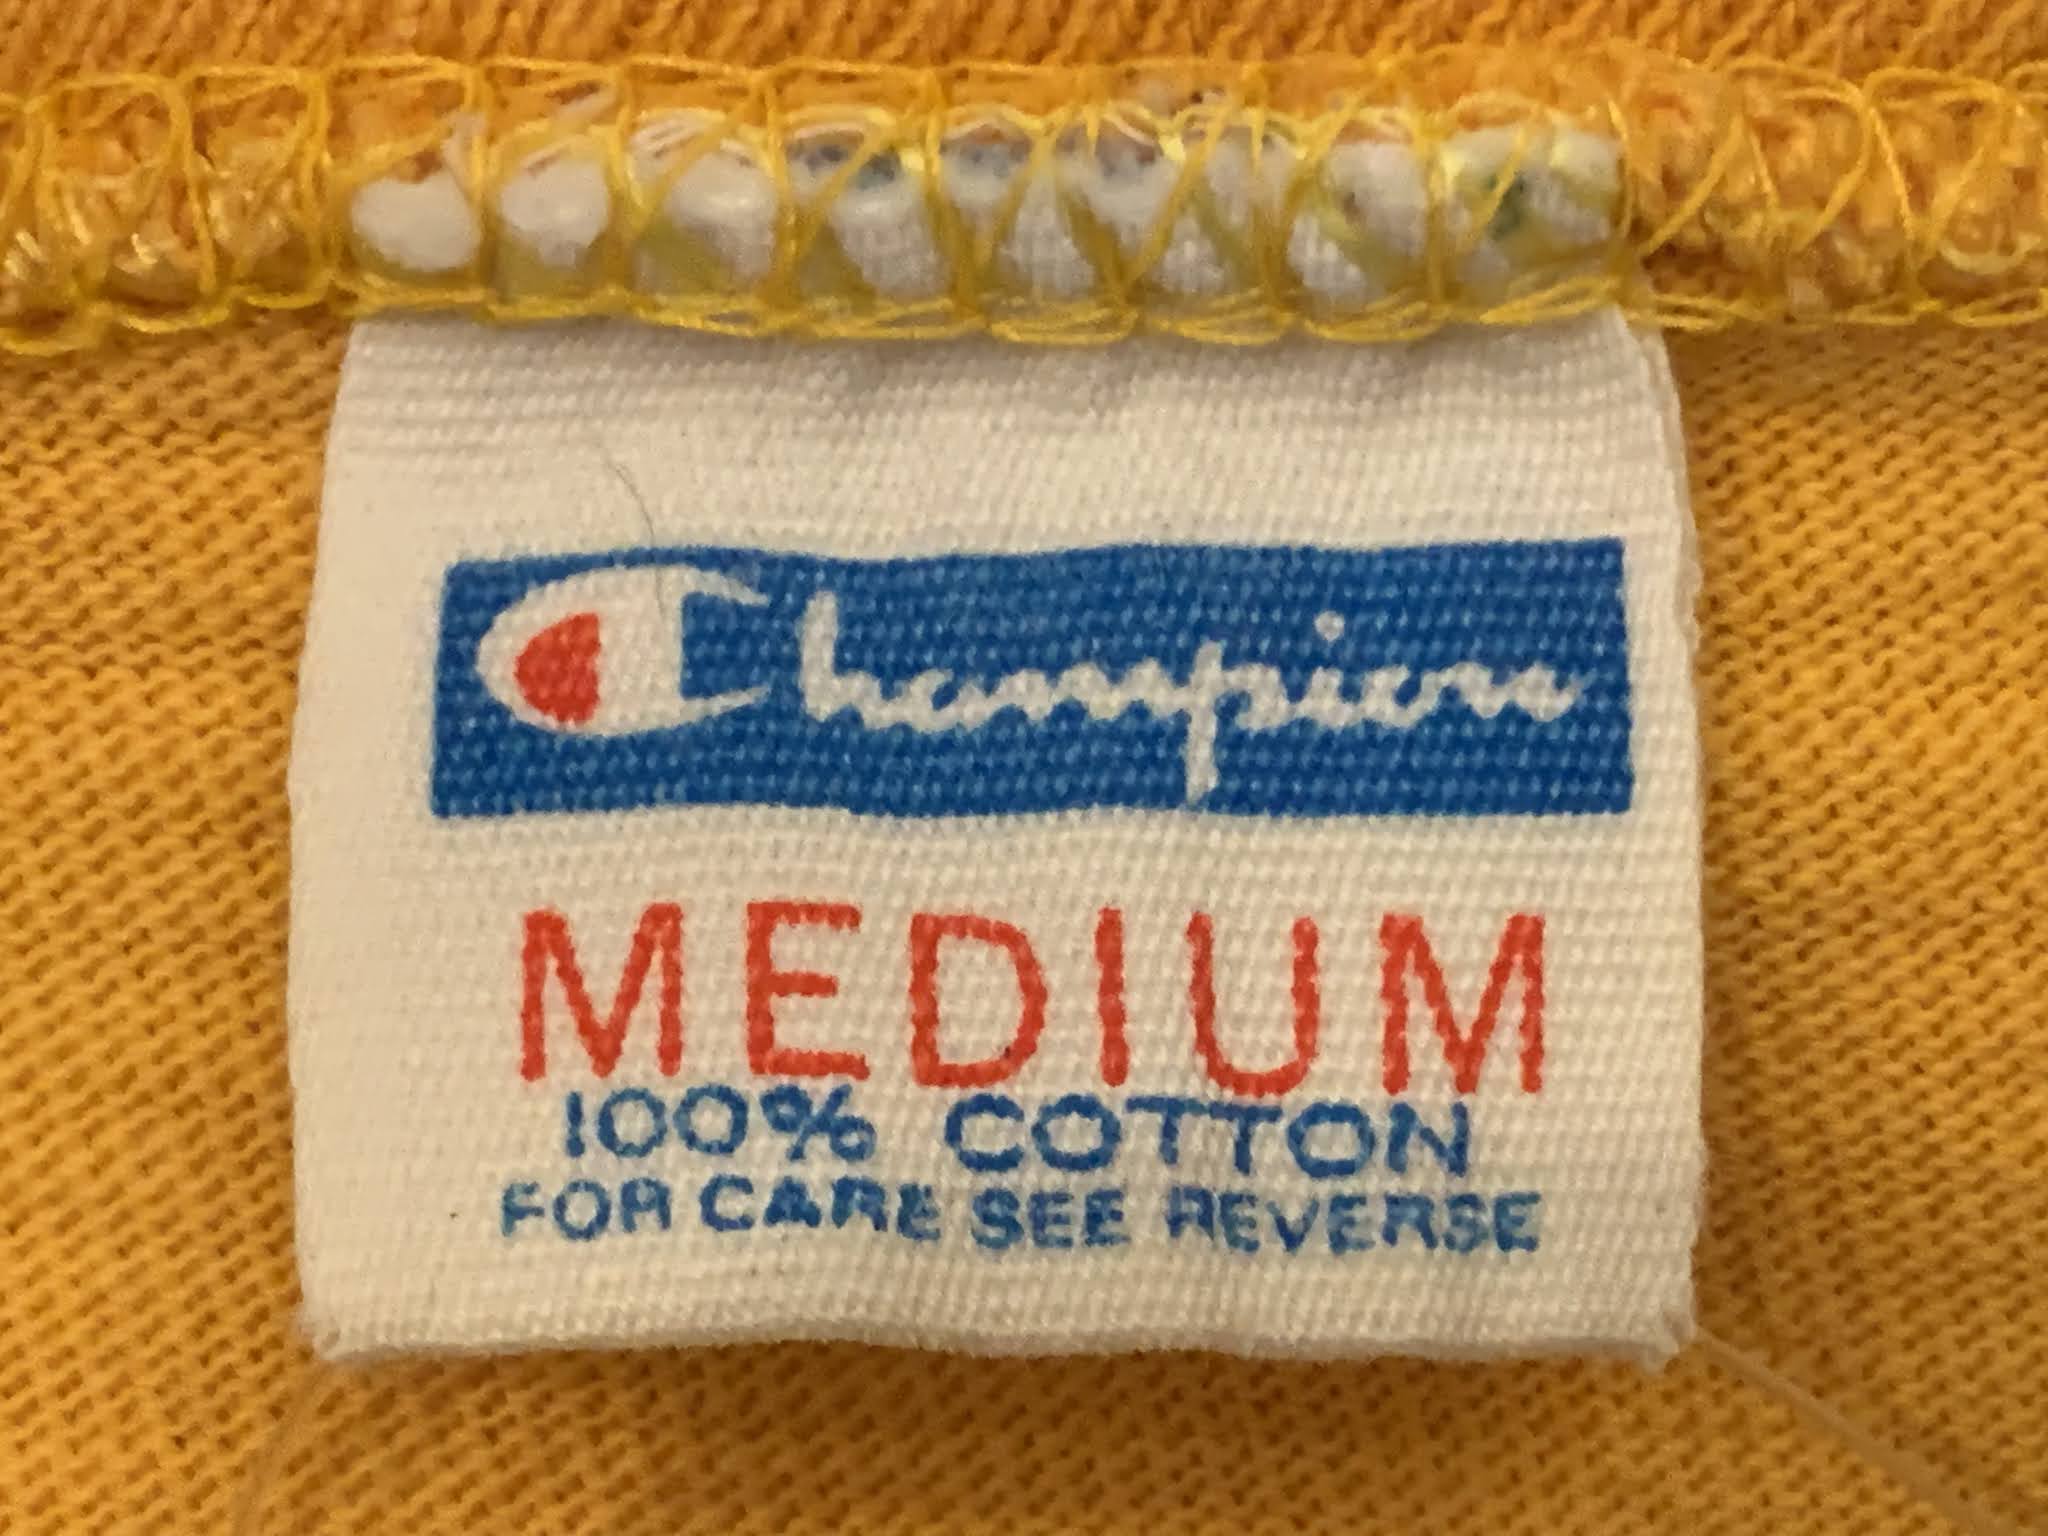 Champion
MEDIUM
100% COTTON
FOR CARE SEE REVERSE